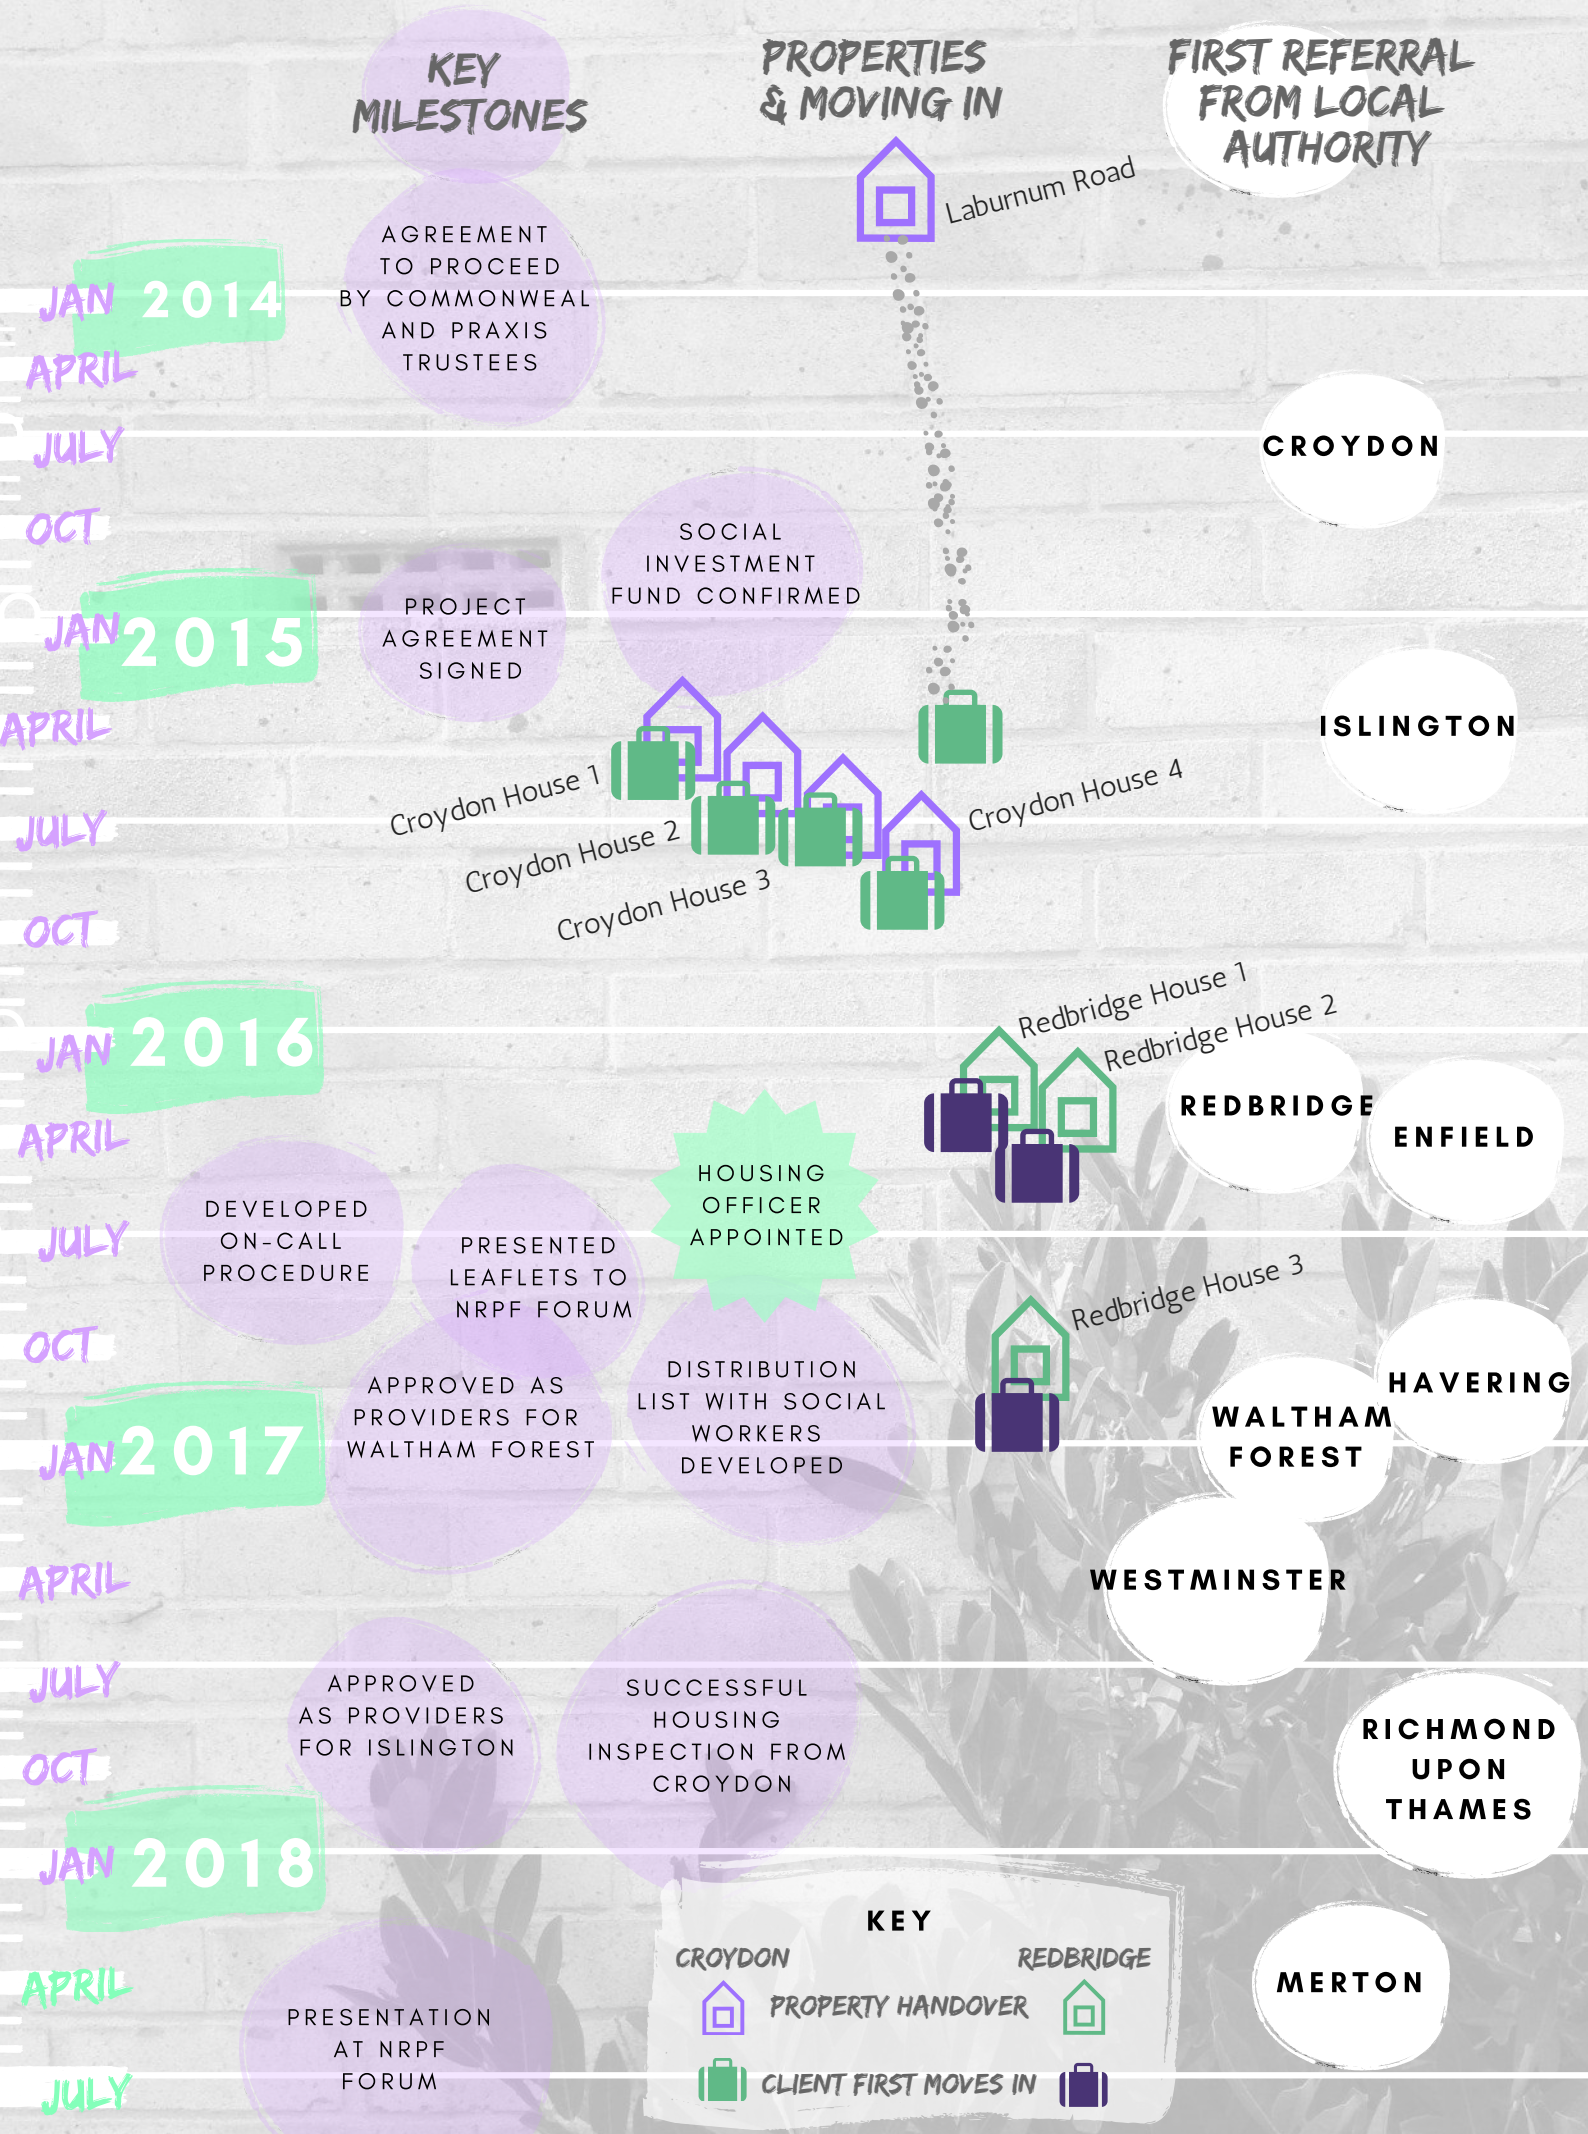 KEY
MILESTONES
PROPERTIES
& MOVING IN
FIRST REFERRAL
FROM LOCAL
AUTHORITY
Laburnum Road
AGREEMENT
TO PROCEED
BY COMMONWEAL
AND PRAXIS
TRUSTEES
JAN 2014
APRIL
JULY
CROYDON
OCT
SOCIAL
INVESTMENT
FUND CONFIRMED
JAN 2015
PROJECT
AGREEMENT
SIGNED
APRIL
ISLINGTON
Croydon House 1
Croydon House 2
Croydon House 3
Croydon House 4
JULY
OCT
Redbridge House 1
Redbridge House 2
JAN 2016
REDBRIDGE
ENFIELD
APRIL
HOUSING
OFFICER
APPOINTED
DEVELOPED
ON-CALL
PROCEDURE
PRESENTED
LEAFLETS TO
NRPF FORUM
JULY
Redbridge House 3
OCT
APPROVED AS
PROVIDERS FOR
WALTHAM FOREST
DISTRIBUTION
LIST WITH SOCIAL
WORKERS
DEVELOPED
HAVERING
WALTHAM
FOREST
JAN 2017
APRIL
WESTMINSTER
JULY
APPROVED
AS PROVIDERS
FOR ISLINGTON
SUCCESSFUL
HOUSING
INSPECTION FROM
CROYDON
RICHMOND
UPON
THAMES
OCT
JAN 2018
APRIL
MERTON
PRESENTATION
AT NRPF
FORUM
JULY
KEY
CROYDON
REDBRIDGE
PROPERTY HANDOVER
CLIENT FIRST MOVES IN